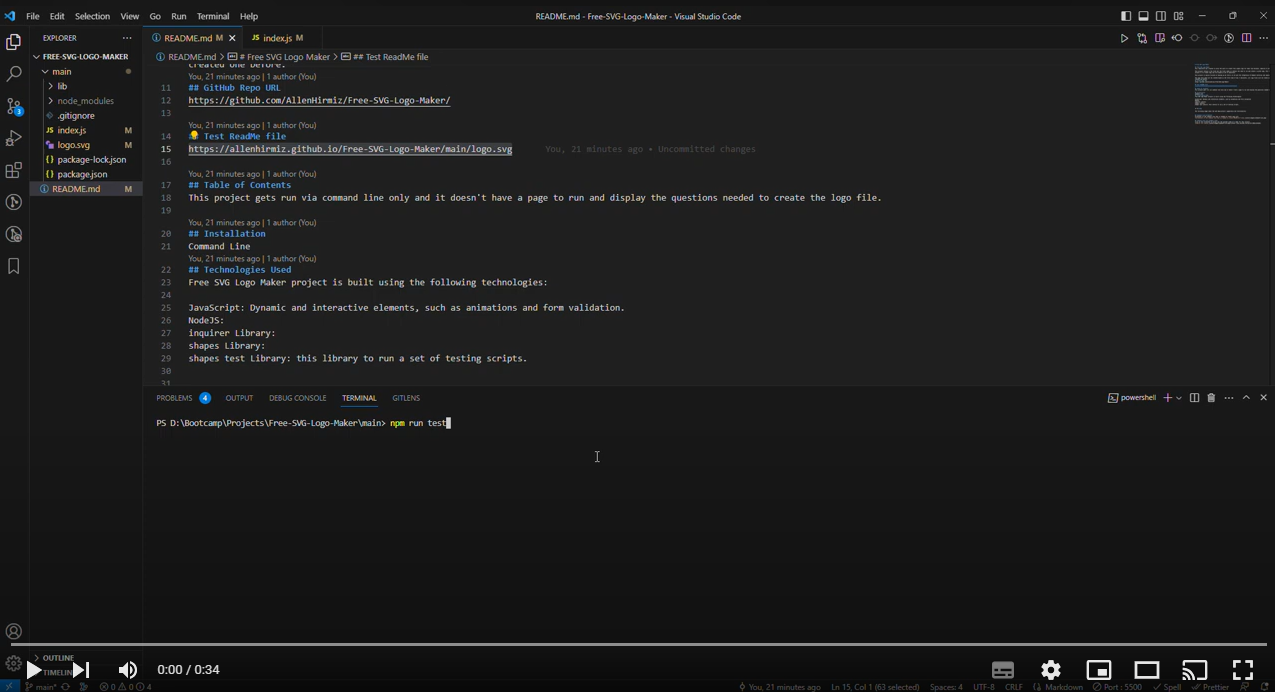 File Edit Selection View Go Run Terminal Help
README.md - Free-SVG-Logo-Maker - Visual Studio Code
EXPLORER
README.md M
JS index.js M
FREE-SVG-LOGO-MAKER
README.md > # Free SVG Logo Maker > ## Test ReadMe file
main
lib
node_modules
.gitignore
JS index.js M
logo.svg M
{} package-lock.json
{} package.json
README.md M
created one before.
You, 21 minutes ago | 1 author (You)
11 ## GitHub Repo URL
12 https://github.com/AllenHirmiz/Free-SVG-Logo-Maker/
13
You, 21 minutes ago | 1 author (You)
14 ## Test ReadMe file
15 https://allenhirmiz.github.io/Free-SVG-Logo-Maker/main/logo.svg You, 21 minutes ago • Uncommitted changes
16
You, 21 minutes ago | 1 author (You)
17 ## Table of Contents
18 This project gets run via command line only and it doesn't have a page to run and display the questions needed to create the logo file.
19
You, 21 minutes ago | 1 author (You)
20 ## Installation
21 Command Line
You, 21 minutes ago | 1 author (You)
22 ## Technologies Used
23 Free SVG Logo Maker project is built using the following technologies:
24
25 JavaScript: Dynamic and interactive elements, such as animations and form validation.
26 NodeJS:
27 inquirer Library:
28 shapes Library:
29 shapes test Library: this library to run a set of testing scripts.
30
31
3
PROBLEMS 4 OUTPUT DEBUG CONSOLE TERMINAL GITLENS
powershell
PS D:\Bootcamp\Projects\Free-SVG-Logo-Maker\main> npm run test
OUTLINE
TIMELIN
0:00 / 0:34
main* 0 0 4
You, 21 minutes ago Ln 15, Col 1 (63 selected) Spaces: 4 UTF-8 CRLF Markdown Port : 5500 Spell Prettier